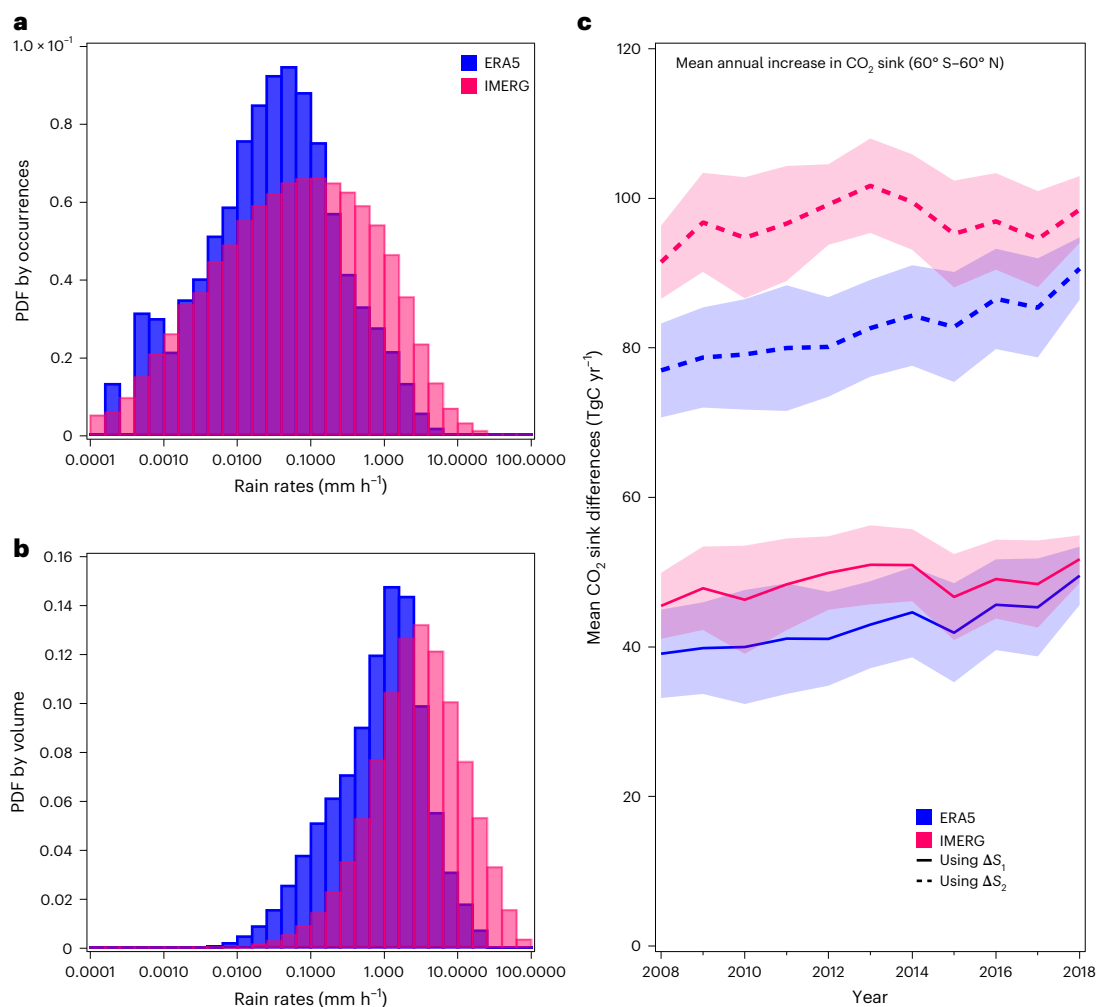 a
1.0 × 10⁻¹
0.8
0.6
0.4
0.2
0
PDF by occurrences
ERA5
IMERG
0.0001 0.0010 0.0100 0.1000 1.000 10.0000 100.0000
Rain rates (mm h⁻¹)
b
0.16
0.14
0.12
0.10
0.08
0.06
0.04
0.02
0
PDF by volume
0.0001 0.0010 0.0100 0.1000 1.000 10.0000 100.0000
Rain rates (mm h⁻¹)
c
Mean annual increase in CO₂ sink (60° S–60° N)
120
100
80
60
40
20
0
Mean CO₂ sink differences (TgC yr⁻¹)
ERA5
IMERG
Using ΔS₁
Using ΔS₂
2008 2010 2012 2014 2016 2018
Year